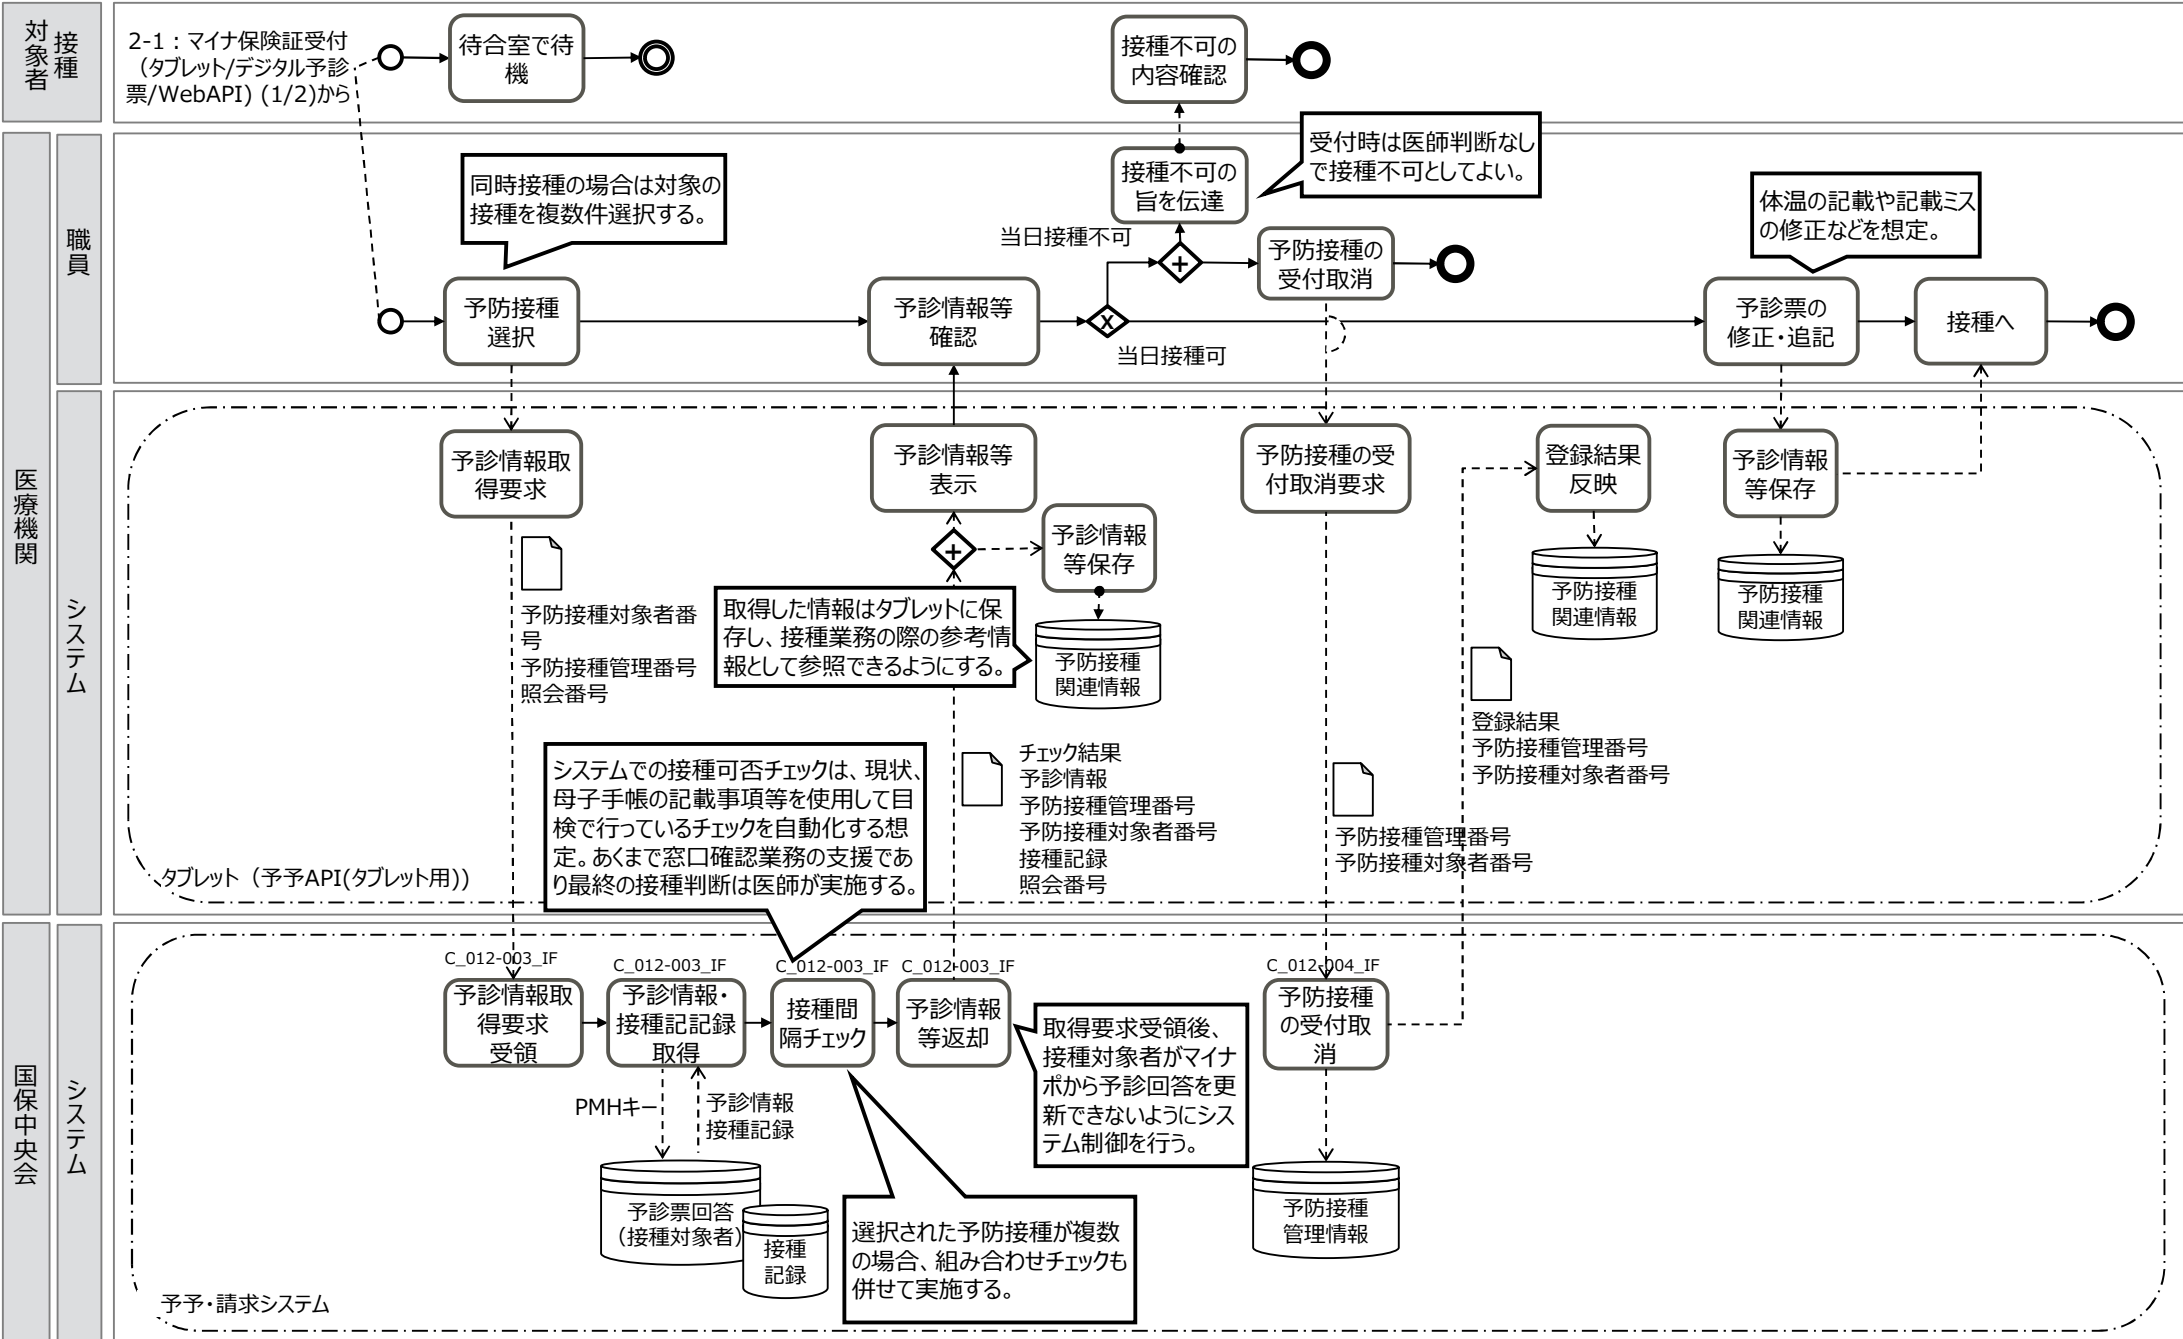 対象者
接種
2-1：マイナ保険証受付
（タブレット/デジタル予診
票/WebAPI) (1/2)から
待合室で待
機
接種不可の
内容確認
医療機関
職員
同時接種の場合は対象の
接種を複数件選択する。
予防接種
選択
予診情報等
確認
当日接種不可
X
当日接種可
+
接種不可の
旨を伝達
受付時は医師判断なし
で接種不可としてよい。
予防接種の
受付取消
体温の記載や記載ミス
の修正などを想定。
予診票の
修正・追記
接種へ
システム
予診情報取
得要求
予防接種対象者番
号
予防接種管理番号
照会番号
予診情報等
表示
+
予診情報
等保存
取得した情報はタブレットに保
存し、接種業務の際の参考情
報として参照できるようにする。
予防接種
関連情報
システムでの接種可否チェックは、現状、
母子手帳の記載事項等を使用して目
検で行っているチェックを自動化する想
定。あくまで窓口確認業務の支援であ
り最終の接種判断は医師が実施する。
チェック結果
予診情報
予防接種管理番号
予防接種対象者番号
接種記録
照会番号
予防接種の受
付取消要求
予防接種管理番号
予防接種対象者番号
登録結果
反映
予防接種
関連情報
登録結果
予防接種管理番号
予防接種対象者番号
予診情報
等保存
予防接種
関連情報
タブレット（予予API(タブレット用))
国保中央会
システム
C_012-003_IF
予診情報取
得要求
受領
C_012-003_IF
予診情報・
接種記記録
取得
C_012-003_IF
接種間
隔チェック
C_012-003_IF
予診情報
等返却
取得要求受領後、
接種対象者がマイナ
ポから予診回答を更
新できないようにシス
テム制御を行う。
C_012-004_IF
予防接種
の受付取
消
PMHキー
予診情報
接種記録
予診票回答
（接種対象者）
接種
記録
選択された予防接種が複数
の場合、組み合わせチェックも
併せて実施する。
予防接種
管理情報
予予・請求システム